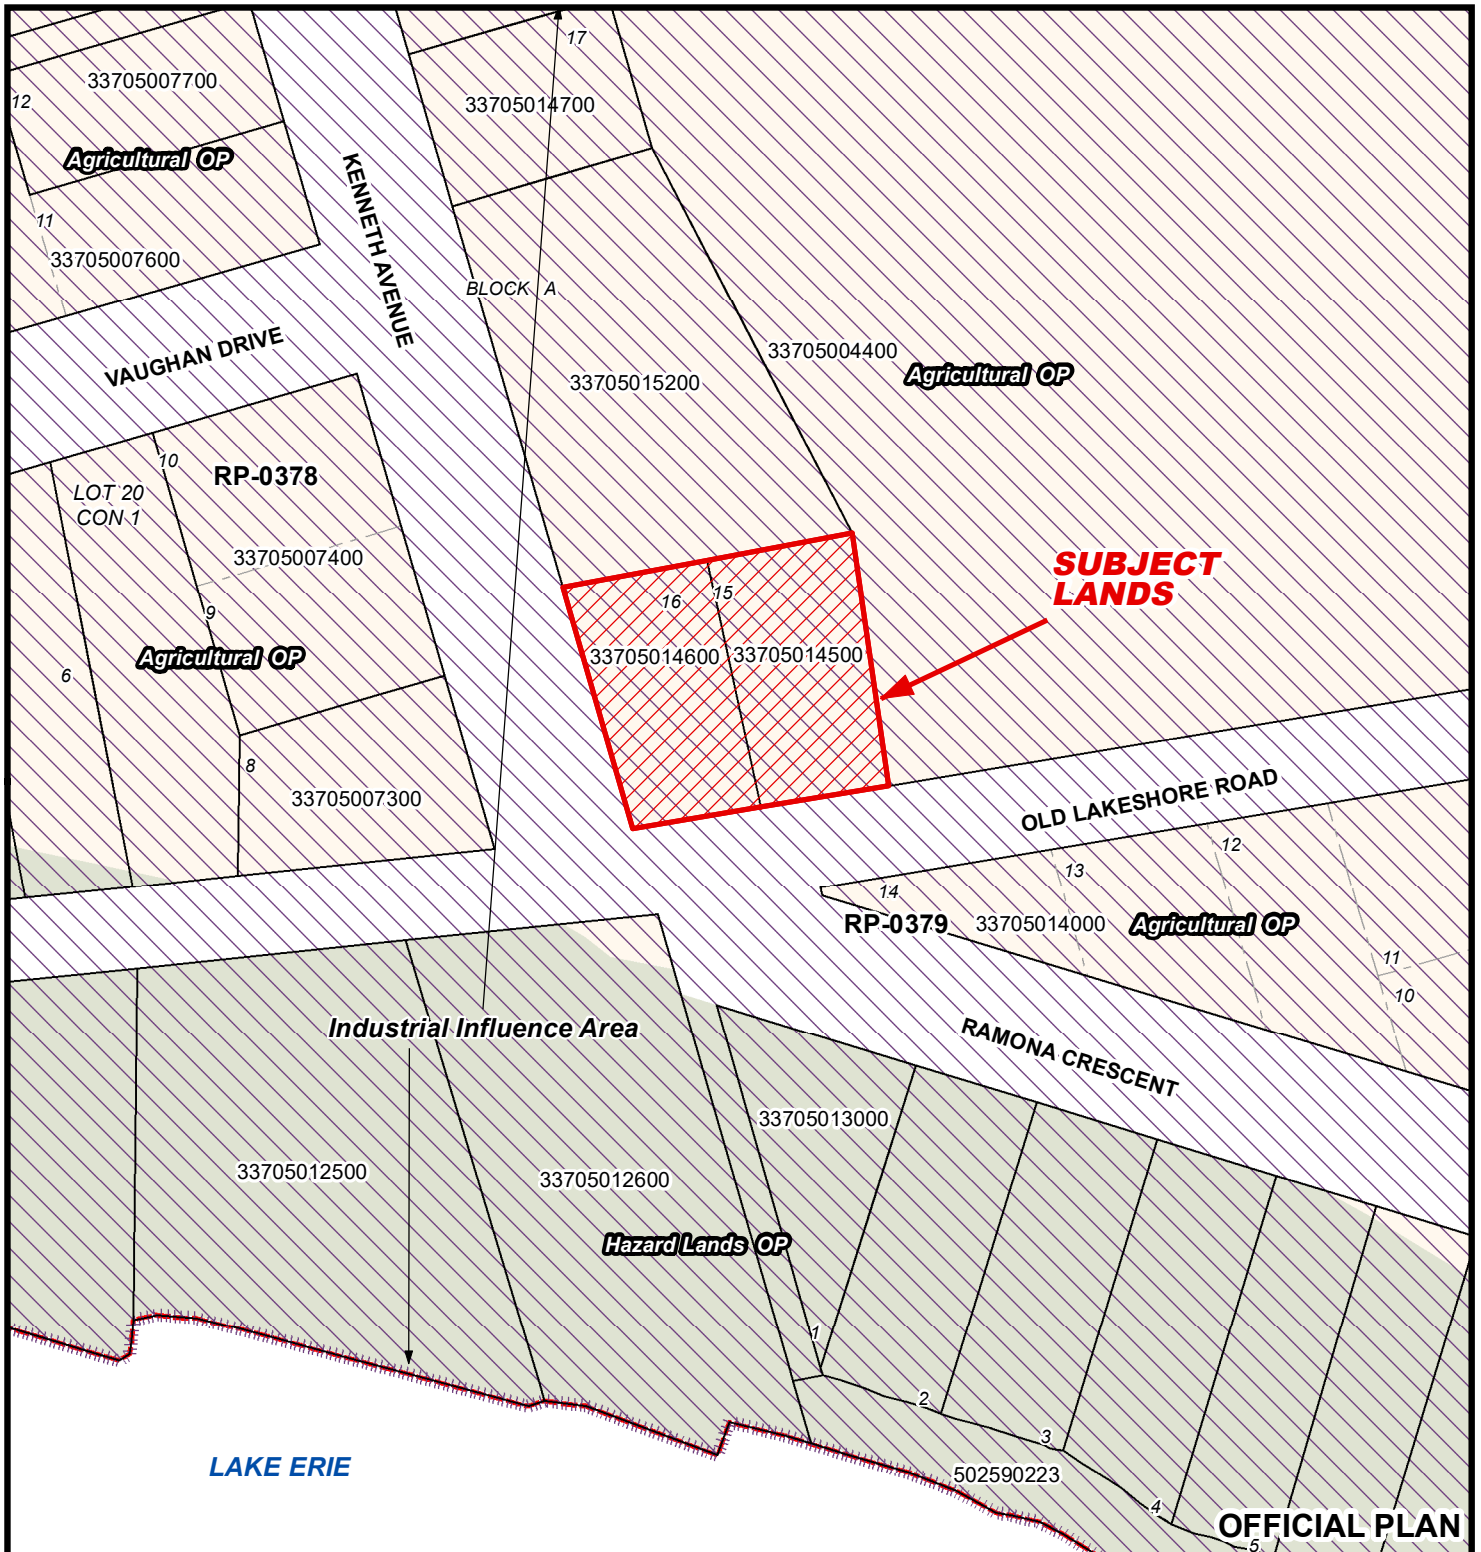 17
33705007700
12
33705014700
Agricultural OP
KENNETH AVENUE
11
33705007600
BLOCK A
VAUGHAN DRIVE
33705004400
Agricultural OP
33705015200
10
RP-0378
LOT 20
CON 1
33705007400
SUBJECT
LANDS
15
16
9
33705014600
33705014500
Agricultural OP
6
8
33705007300
OLD LAKESHORE ROAD
12
13
14
RP-0379
33705014000
Agricultural OP
11
10
Industrial Influence Area
RAMONA CRESCENT
33705013000
33705012500
33705012600
Hazard Lands OP
1
2
3
LAKE ERIE
502590223
4
OFFICIAL PLAN
5